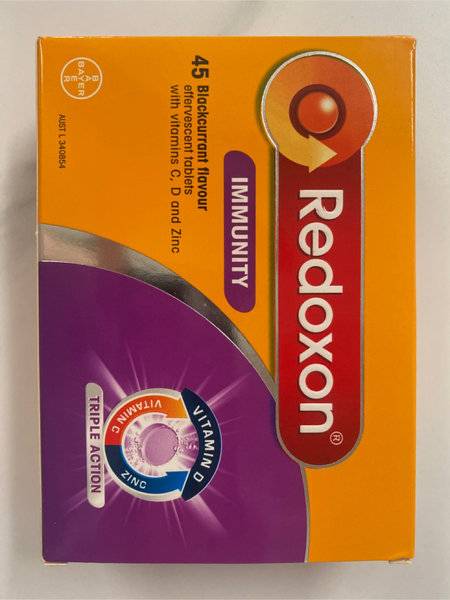 Redoxon®
IMMUNITY
45 Blackcurrant flavour
effervescent tablets
with vitamins C, D and Zinc
VITAMIN D
VITAMIN C
ZINC
TRIPLE ACTION
BAYER
BAYER
AUST L 340854